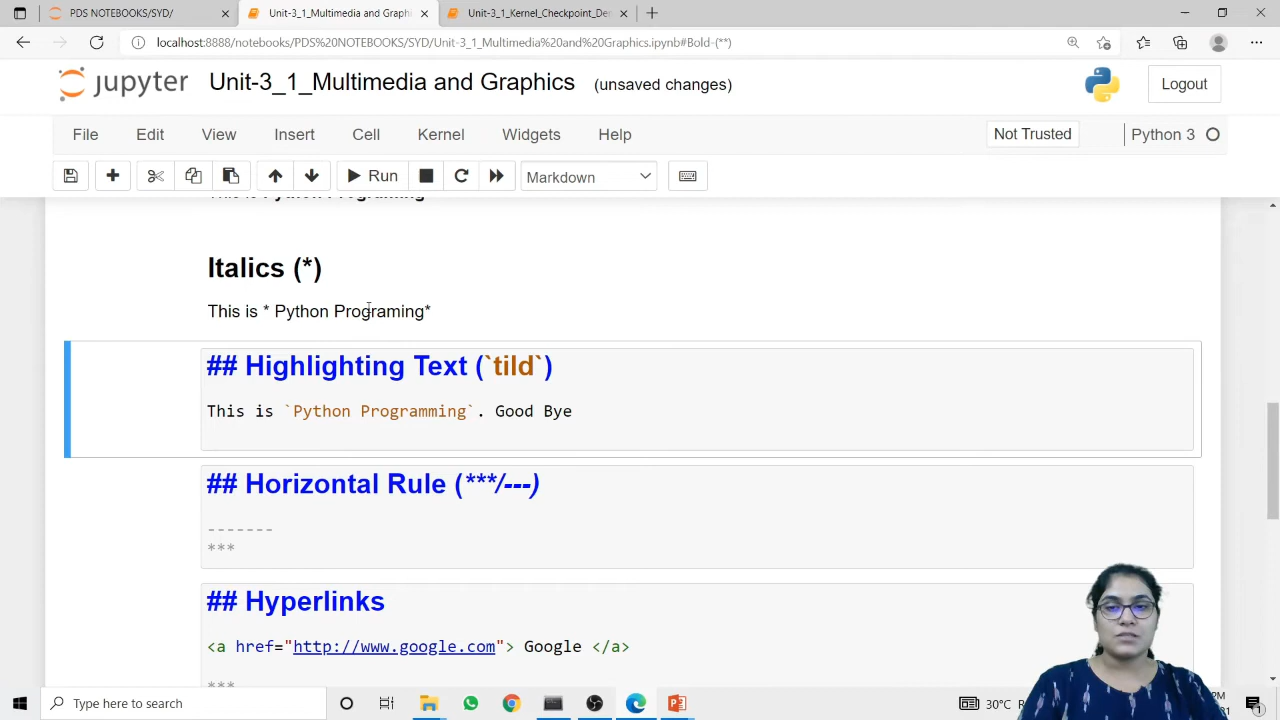 PDS NOTEBOOKS/SYD/
Unit-3_1_Multimedia and Graphi
Unit-3_1_Kernel_Checkpoint_Der
localhost:8888/notebooks/PDS%20NOTEBOOKS/SYD/Unit-3_1_Multimedia%20and%20Graphics.ipynb#Bold-(**)
jupyter Unit-3_1_Multimedia and Graphics (unsaved changes) Logout
File Edit View Insert Cell Kernel Widgets Help Not Trusted Python 3
Run Markdown
Italics (*)
This is * Python Programing*
## Highlighting Text (`tild`)
This is `Python Programming`. Good Bye
## Horizontal Rule (***/---)
-------
***
## Hyperlinks
<a href="http://www.google.com"> Google </a>
***
Type here to search
30°C